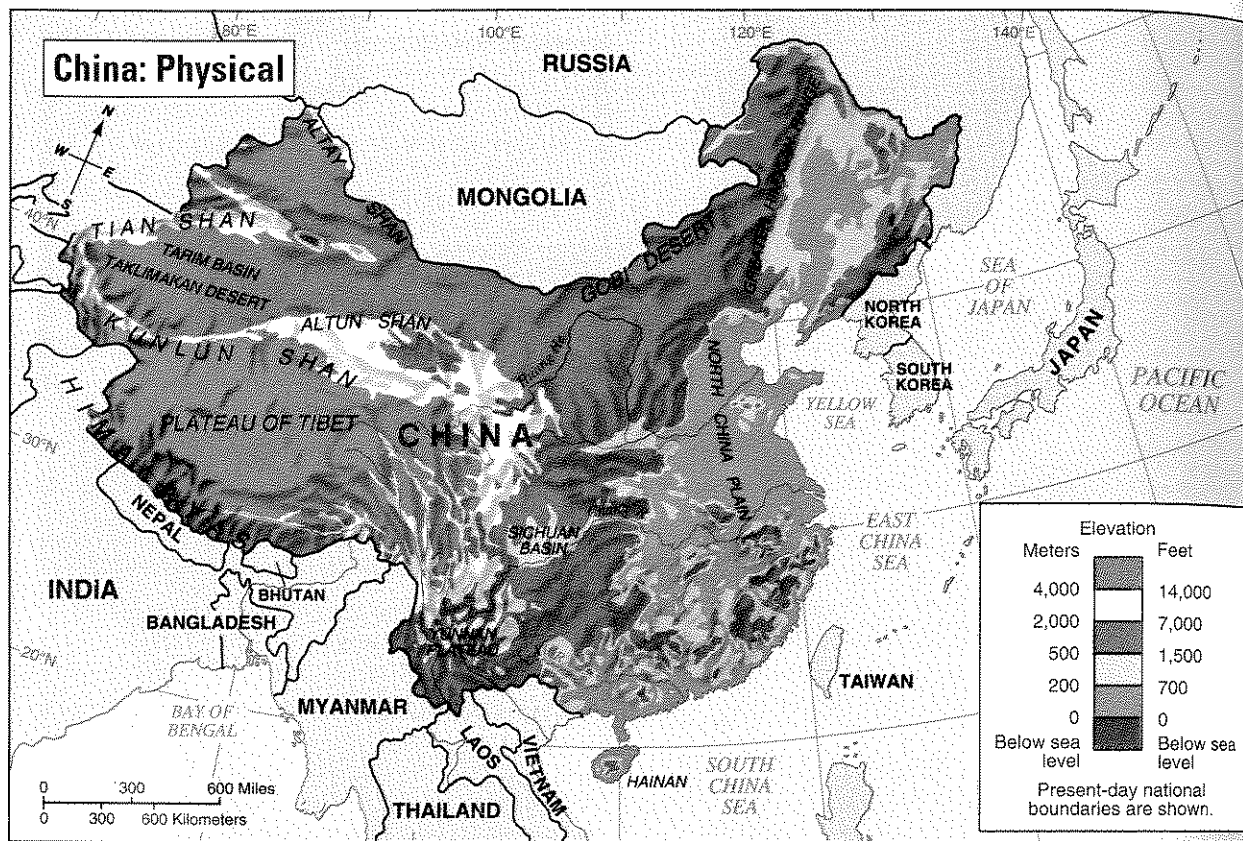 China: Physical
80°E
100°E
120°E
140°E
RUSSIA
N
W
E
S
ALTAY
SHAN
MONGOLIA
40°N
TIAN SHAN
TARIM BASIN
TAKLIMAKAN DESERT
GOBI DESERT
SEA
OF
JAPAN
NORTH
KOREA
SOUTH
KOREA
JAPAN
PACIFIC
OCEAN
ALTUN SHAN
KUNLUN SHAN
HIMALAYAS
PLATEAU OF TIBET
CHINA
NORTH CHINA PLAIN
YELLOW
SEA
30°N
NEPAL
SICHUAN
BASIN
EAST
CHINA
SEA
INDIA
BHUTAN
BANGLADESH
YUNNAN
PLATEAU
20°N
MYANMAR
TAIWAN
BAY OF
BENGAL
LAOS
VIETNAM
HAINAN
SOUTH
CHINA
SEA
THAILAND
0 300 600 Miles
0 300 600 Kilometers
Elevation
Meters Feet
4,000 14,000
2,000 7,000
500 1,500
200 700
0 0
Below sea level Below sea level
Present-day national
boundaries are shown.